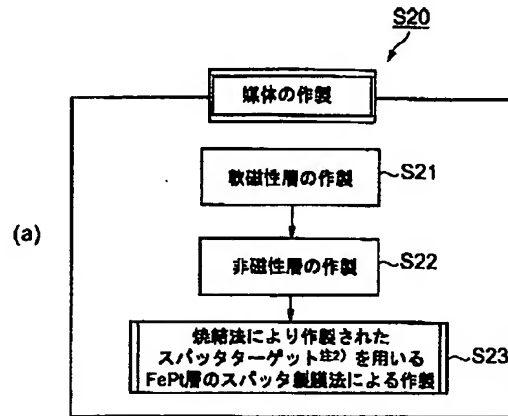 S20
媒体の作製
(a)
軟磁性層の作製
S21
非磁性層の作製
S22
焼結法により作製された
スパッタターゲット注2) を用いる
FePt層のスパッタ製膜法による作製
S23